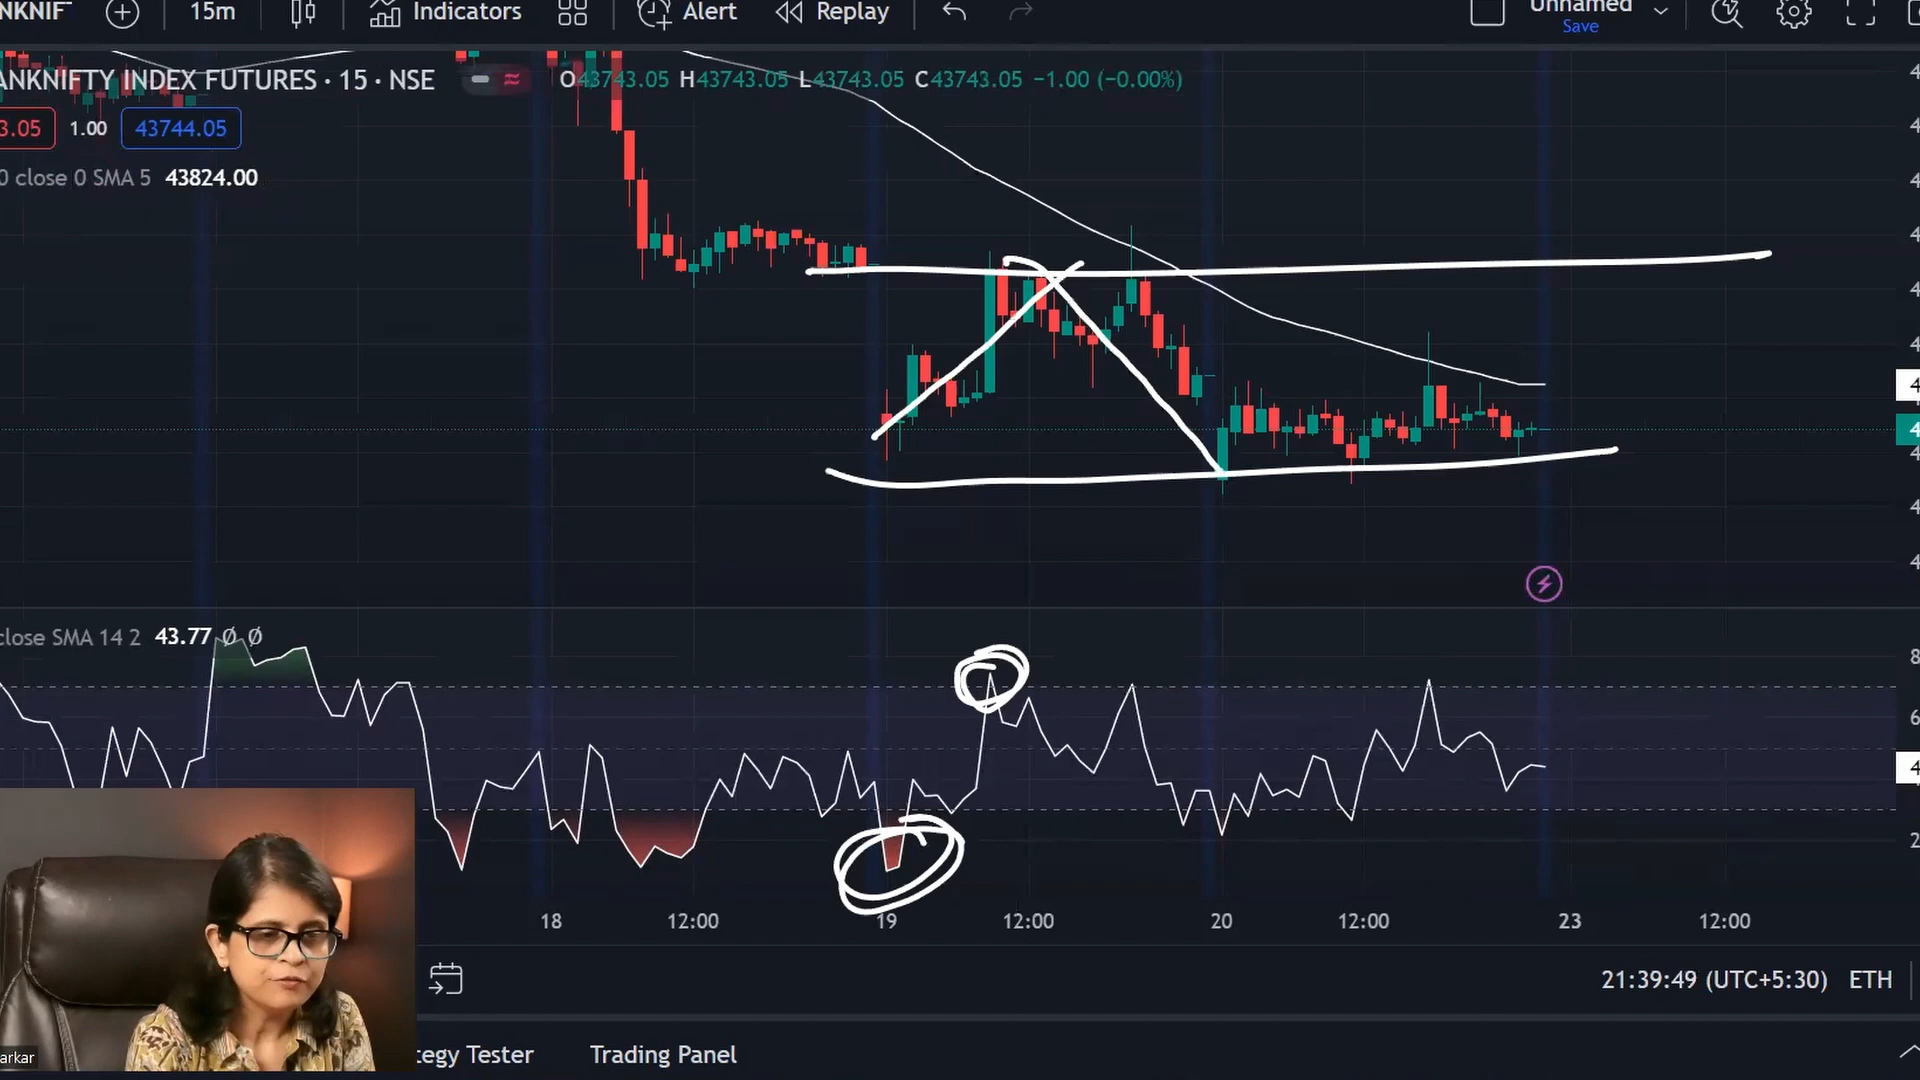 NKNIF
15m
Indicators
Alert
Replay
Unnamed
Save
ANKNIFTY INDEX FUTURES · 15 · NSE
O43743.05 H43743.05 L43743.05 C43743.05 −1.00 (−0.00%)
3.05
1.00
43744.05
0 close 0 SMA 5 43824.00
close SMA 14 2 43.77 Ø Ø
18
12:00
19
12:00
20
12:00
23
12:00
21:39:49 (UTC+5:30)
ETH
arkar
tegy Tester
Trading Panel